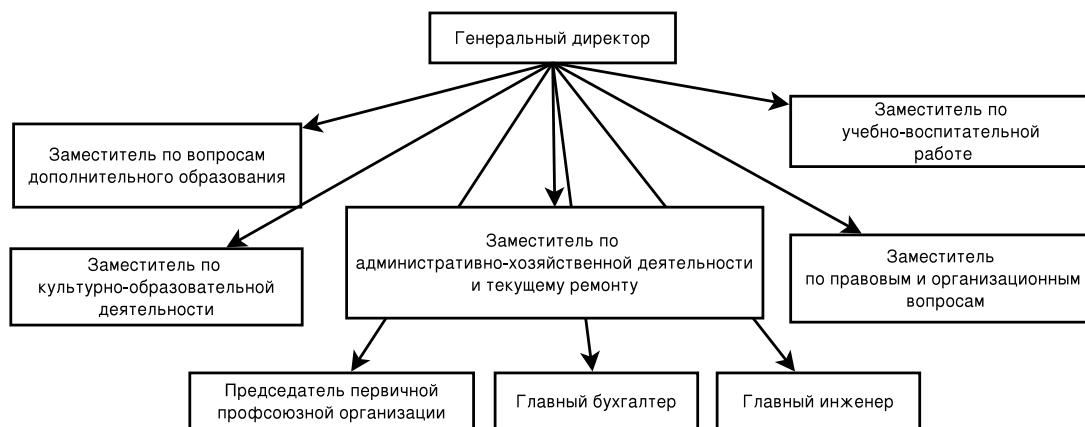 Генеральный директор
Заместитель по вопросам
дополнительного образования
Заместитель по
учебно-воспитательной
работе
Заместитель по
культурно-образовательной
деятельности
Заместитель по
административно-хозяйственной деятельности
и текущему ремонту
Заместитель
по правовым и организационным
вопросам
Председатель первичной
профсоюзной организации
Главный бухгалтер
Главный инженер